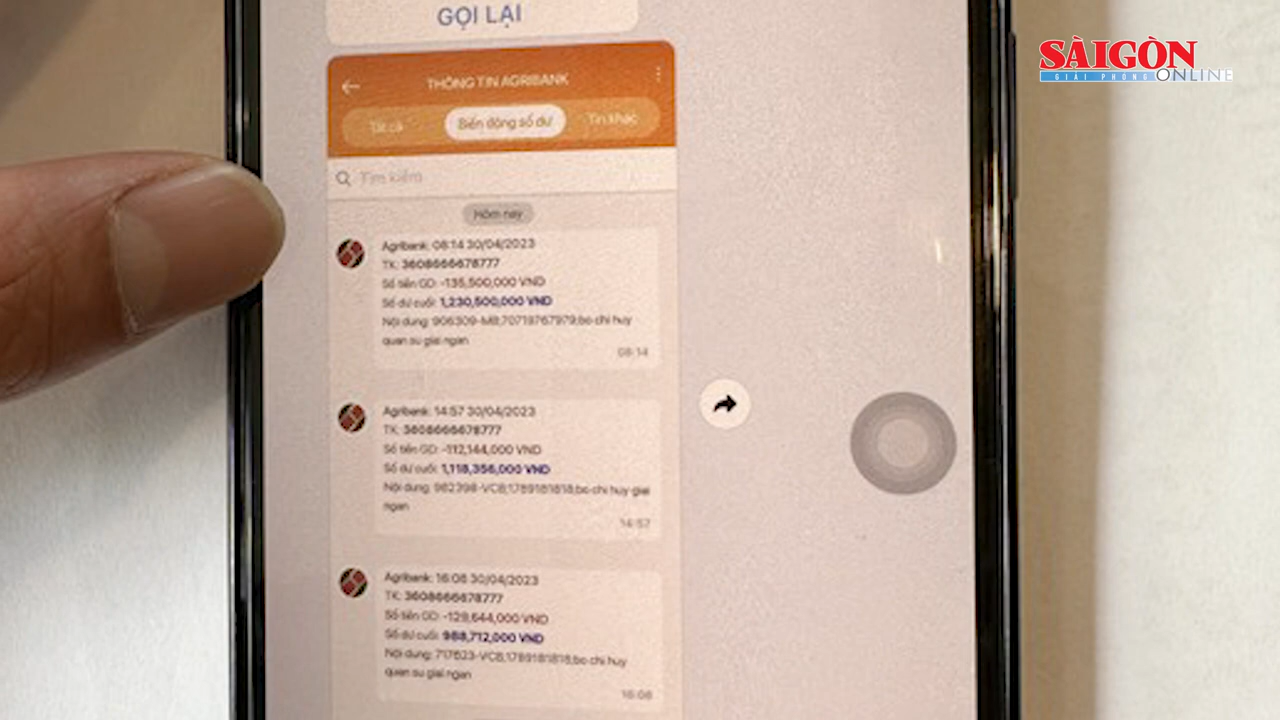 GỌI LẠI
SÀI GÒN
GIẢI PHÓNG ONLINE
THÔNG TIN AGRIBANK
Tất cả
Biến động số dư
Tin khác
Tìm kiếm
Hôm nay
Agribank: 08:14 30/04/2023
TK: 3608666678777
Số tiền GD: -135,500,000 VND
Số dư cuối: 1,230,500,000 VND
Nội dung: 906309-MB;70719767979;bo chi huy
quan su giai ngan
08:14
Agribank: 14:57 30/04/2023
TK: 3608666678777
Số tiền GD: -112,144,000 VND
Số dư cuối: 1,118,356,000 VND
Nội dung: 982398-VCB;1789181818;bo chi huy giai
ngan
14:57
Agribank: 16:08 30/04/2023
TK: 3608666678777
Số tiền GD: -129,644,000 VND
Số dư cuối: 988,712,000 VND
Nội dung: 717623-VCB;1789181818;bo chi huy
quan su giai ngan
16:08